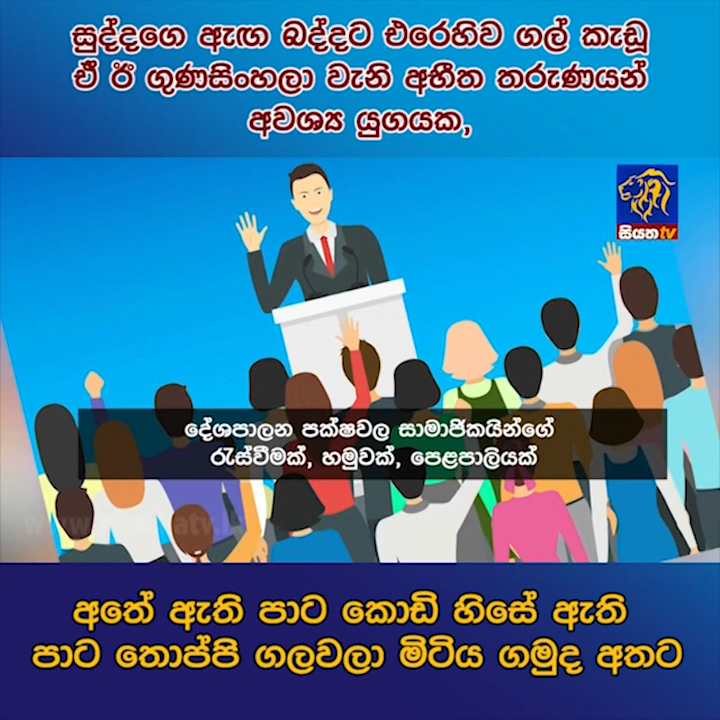 සුද්දගෙ ඇඟ බද්දට එරෙහිව ගල් කැඩූ
ඒ ඊ ගුණසිංහලා වැනි අභීත තරුණයන්
අවශ්‍ය යුගයක,
සියත tv
දේශපාලන පක්ෂවල සාමාජිකයින්ගේ
රැස්වීමක්, හමුවක්, පෙළපාලියක්
අතේ ඇති පාට කොඩි හිසේ ඇති
පාට තොප්පි ගලවලා මිටිය ගමුද අතට